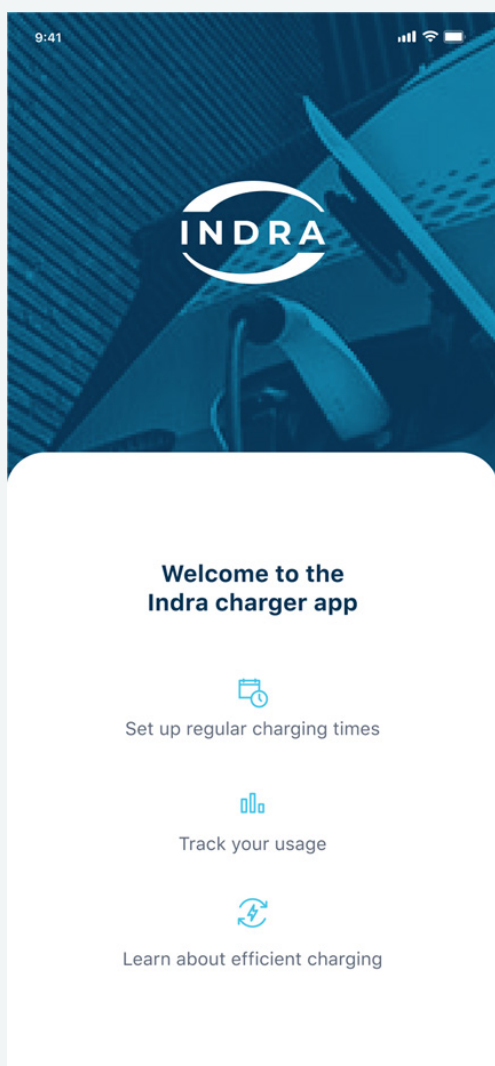 9:41
INDRA
Welcome to the
Indra charger app
Set up regular charging times
Track your usage
Learn about efficient charging